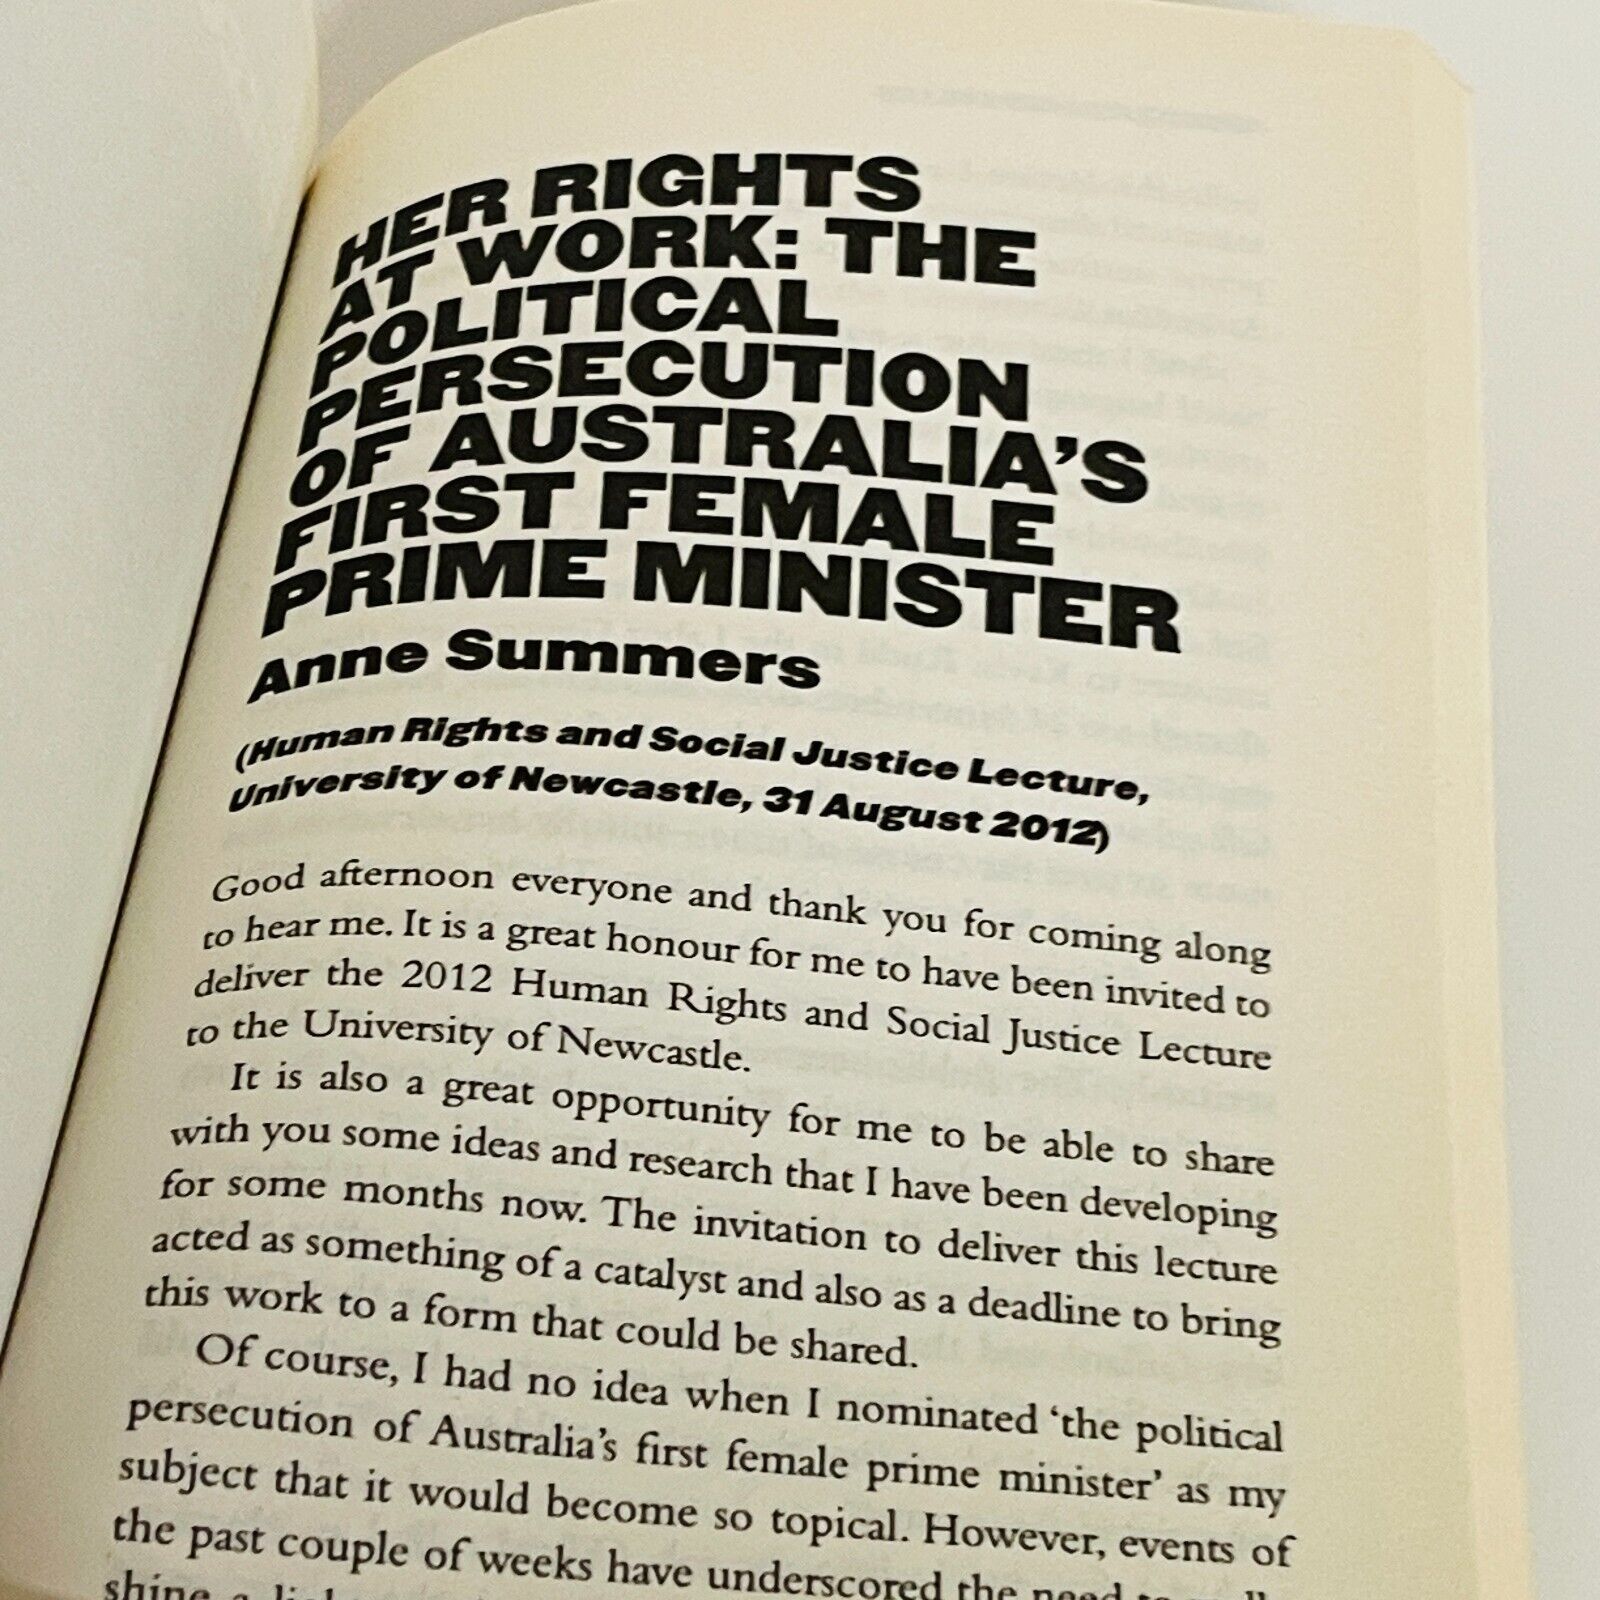 HER RIGHTS
AT WORK: THE
POLITICAL
PERSECUTION
OF AUSTRALIA'S
FIRST FEMALE
PRIME MINISTER
Anne Summers
(Human Rights and Social Justice Lecture,
University of Newcastle, 31 August 2012)
Good afternoon everyone and thank you for coming along
to hear me. It is a great honour for me to have been invited to
deliver the 2012 Human Rights and Social Justice Lecture
to the University of Newcastle.
It is also a great opportunity for me to be able to share
with you some ideas and research that I have been developing
for some months now. The invitation to deliver this lecture
acted as something of a catalyst and also as a deadline to bring
this work to a form that could be shared.
Of course, I had no idea when I nominated 'the political
persecution of Australia's first female prime minister' as my
subject that it would become so topical. However, events of
the past couple of weeks have underscored the need to
shine a